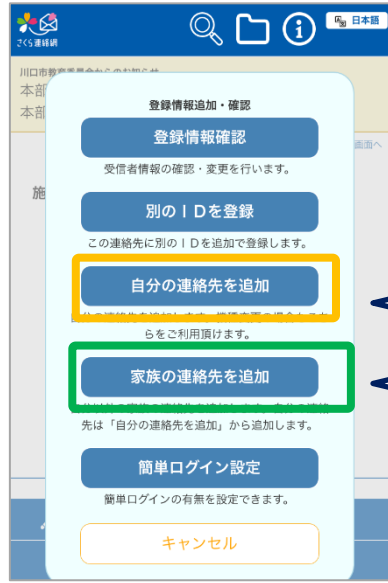 さくら連絡網
日本語
川口市教育委員会からのお知らせ
本部
本部
画面へ
施
登録情報追加・確認
登録情報確認
受信者情報の確認・変更を行います。
別のIDを登録
この連絡先に別のIDを追加で登録します。
自分の連絡先を追加
らをご利用頂けます。
家族の連絡先を追加
先は「自分の連絡先を追加」から追加します。
簡単ログイン設定
簡単ログインの有無を設定できます。
キャンセル